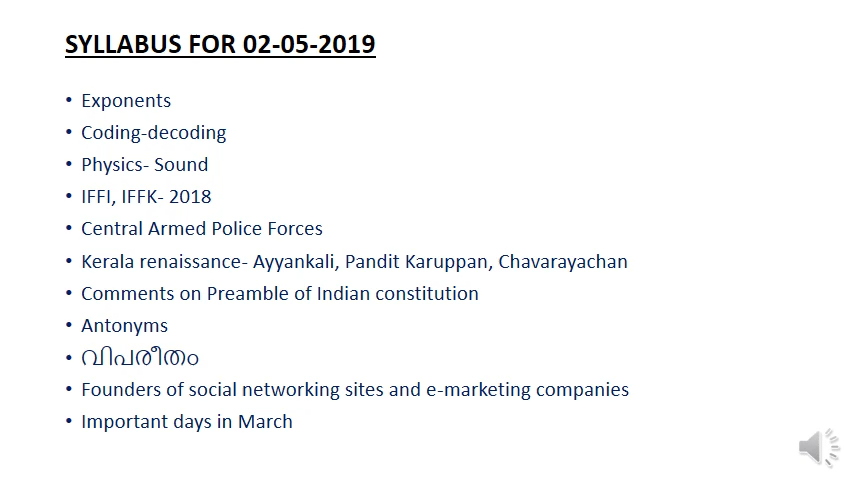 SYLLABUS FOR 02-05-2019
• Exponents
• Coding-decoding
• Physics- Sound
• IFFI, IFFK- 2018
• Central Armed Police Forces
• Kerala renaissance- Ayyankali, Pandit Karuppan, Chavarayachan
• Comments on Preamble of Indian constitution
• Antonyms
• വിപരീതം
• Founders of social networking sites and e-marketing companies
• Important days in March